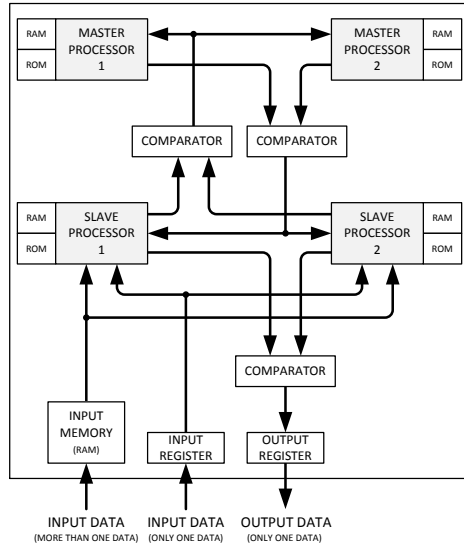 RAM
ROM
MASTER
PROCESSOR
1
MASTER
PROCESSOR
2
RAM
ROM
COMPARATOR
COMPARATOR
RAM
ROM
SLAVE
PROCESSOR
1
SLAVE
PROCESSOR
2
RAM
ROM
COMPARATOR
INPUT
MEMORY
(RAM)
INPUT
REGISTER
OUTPUT
REGISTER
INPUT DATA
(MORE THAN ONE DATA)
INPUT DATA
(ONLY ONE DATA)
OUTPUT DATA
(ONLY ONE DATA)